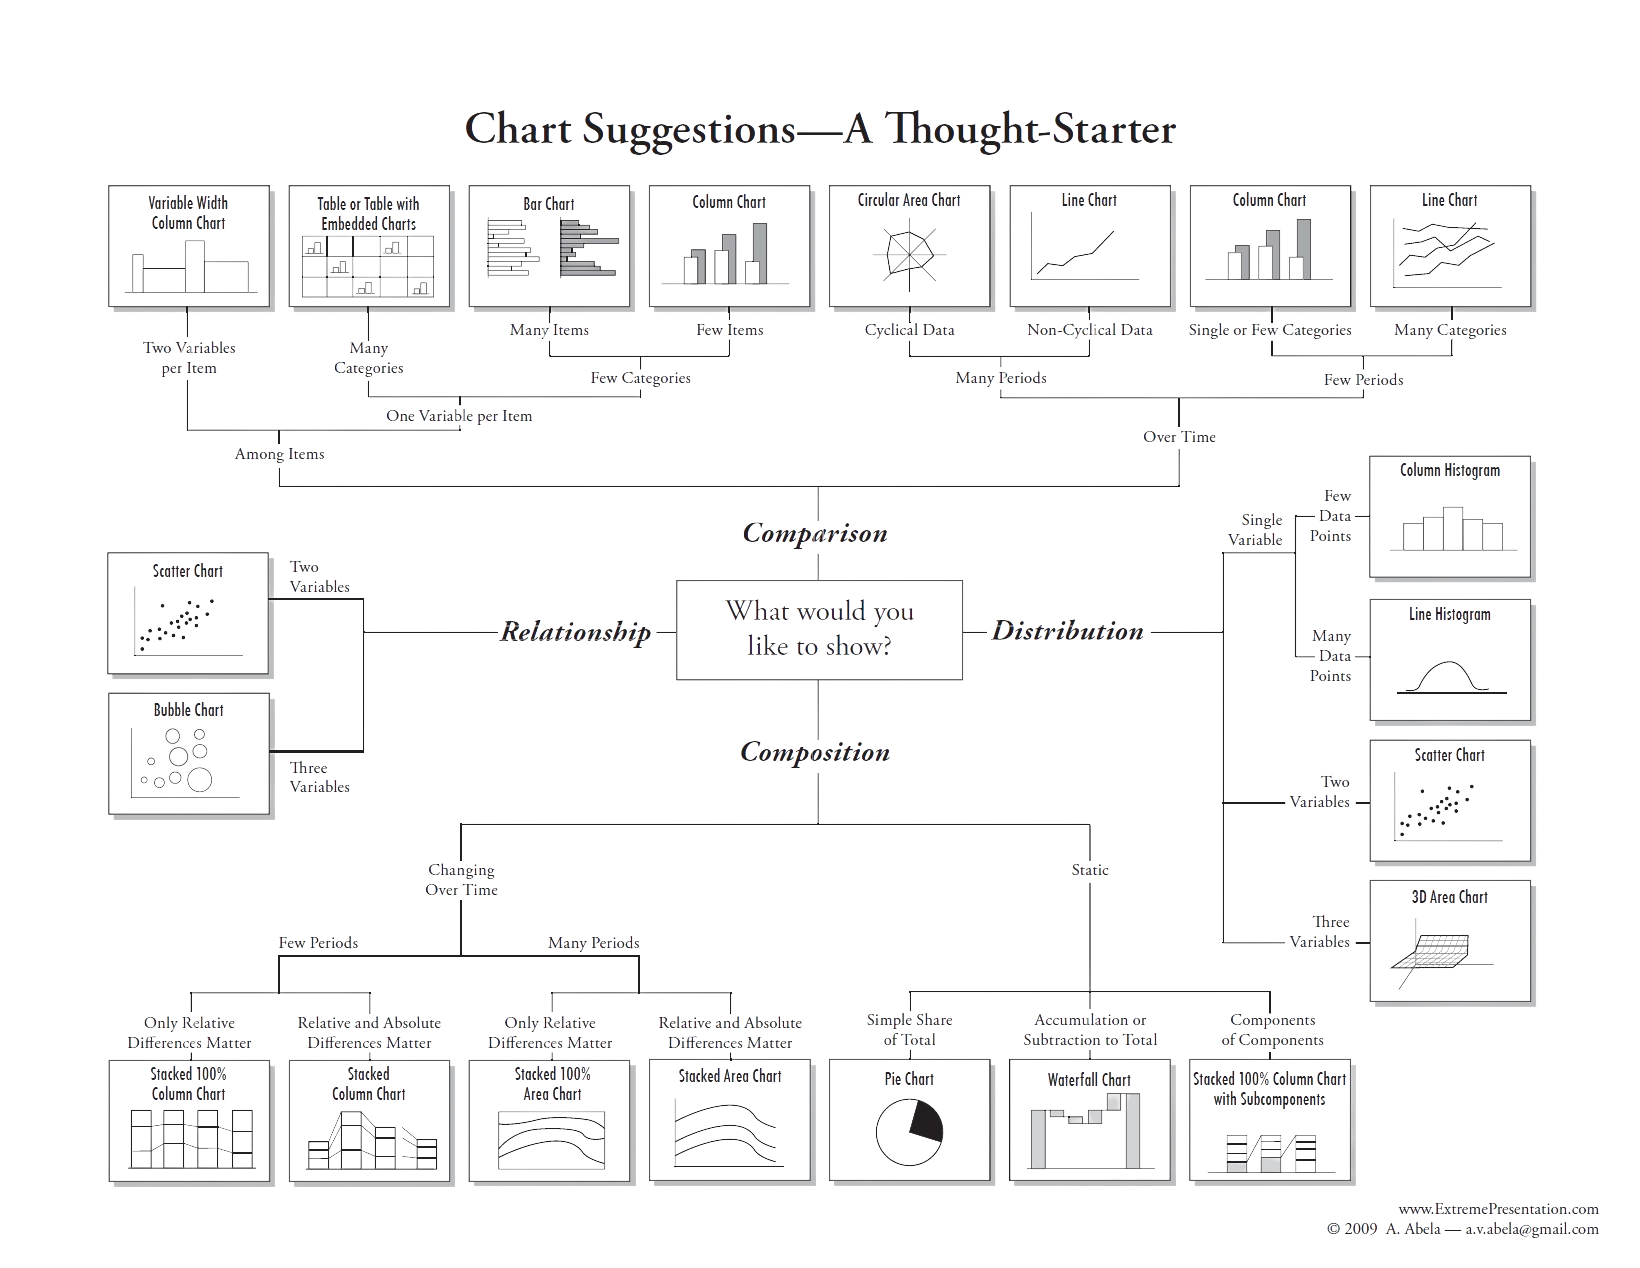 Chart Suggestions—A Thought-Starter
Variable Width
Column Chart
Table or Table with
Embedded Charts
Bar Chart
Column Chart
Circular Area Chart
Line Chart
Column Chart
Line Chart
Two Variables
per Item
Many
Categories
Many Items
Few Items
Cyclical Data
Non-Cyclical Data
Single or Few Categories
Many Categories
Few Categories
Many Periods
Few Periods
One Variable per Item
Among Items
Over Time
Comparison
What would you
like to show?
Relationship
Two
Variables
Scatter Chart
Three
Variables
Bubble Chart
Distribution
Single
Variable
Few
Data
Points
Column Histogram
Many
Data
Points
Line Histogram
Two
Variables
Scatter Chart
Three
Variables
3D Area Chart
Composition
Changing
Over Time
Static
Few Periods
Many Periods
Only Relative
Differences Matter
Relative and Absolute
Differences Matter
Only Relative
Differences Matter
Relative and Absolute
Differences Matter
Simple Share
of Total
Accumulation or
Subtraction to Total
Components
of Components
Stacked 100%
Column Chart
Stacked
Column Chart
Stacked 100%
Area Chart
Stacked Area Chart
Pie Chart
Waterfall Chart
Stacked 100% Column Chart
with Subcomponents
www.ExtremePresentation.com
© 2009 A. Abela — a.v.abela@gmail.com